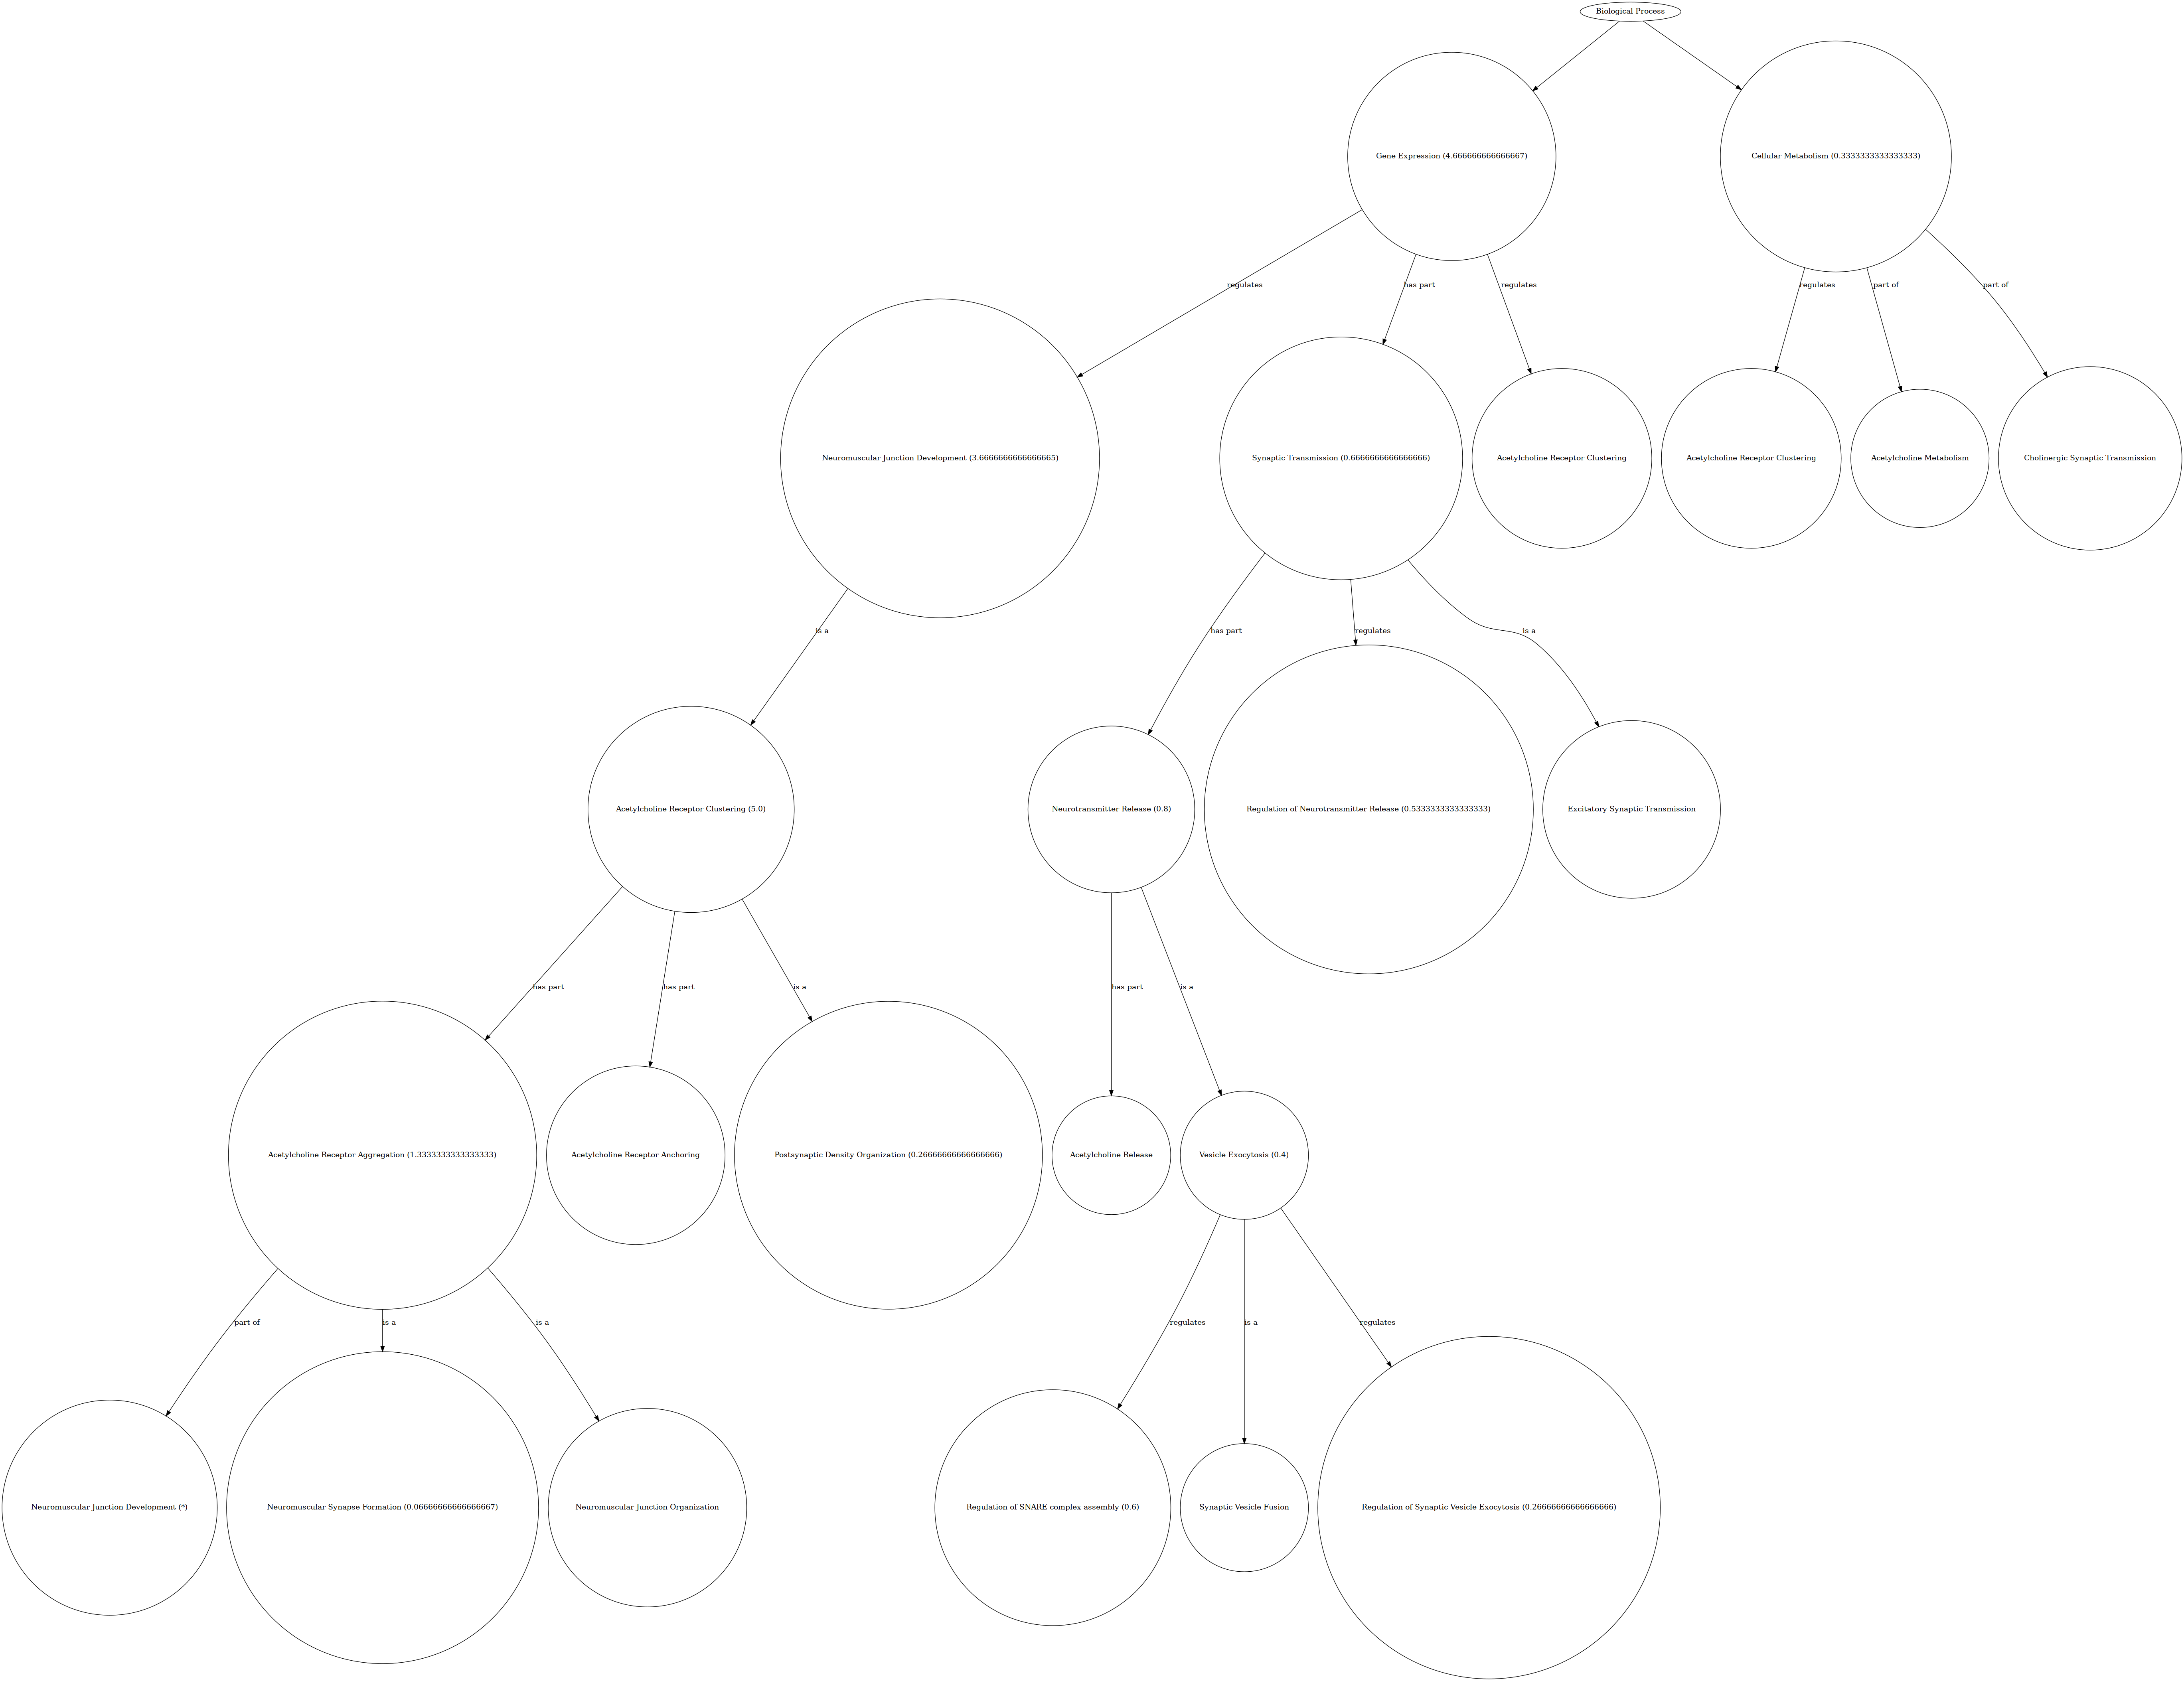 Biological Process
Gene Expression (4.666666666666667)
Cellular Metabolism (0.3333333333333333)
regulates
has part
regulates
regulates
part of
part of
Neuromuscular Junction Development (3.6666666666666665)
Synaptic Transmission (0.6666666666666666)
Acetylcholine Receptor Clustering
Acetylcholine Receptor Clustering
Acetylcholine Metabolism
Cholinergic Synaptic Transmission
is a
has part
regulates
is a
Acetylcholine Receptor Clustering (5.0)
Neurotransmitter Release (0.8)
Regulation of Neurotransmitter Release (0.5333333333333333)
Excitatory Synaptic Transmission
has part
has part
is a
has part
is a
Acetylcholine Receptor Aggregation (1.3333333333333333)
Acetylcholine Receptor Anchoring
Postsynaptic Density Organization (0.26666666666666666)
Acetylcholine Release
Vesicle Exocytosis (0.4)
part of
is a
is a
regulates
is a
regulates
Neuromuscular Junction Development (*)
Neuromuscular Synapse Formation (0.06666666666666667)
Neuromuscular Junction Organization
Regulation of SNARE complex assembly (0.6)
Synaptic Vesicle Fusion
Regulation of Synaptic Vesicle Exocytosis (0.26666666666666666)